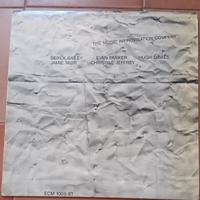 THE MUSIC IMPROVISATION COMPANY
DEREK BAILEY EVAN PARKER HUGH DAVIES
JAMIE MUIR CHRISTINE JEFFREY
ECM 1005 ST